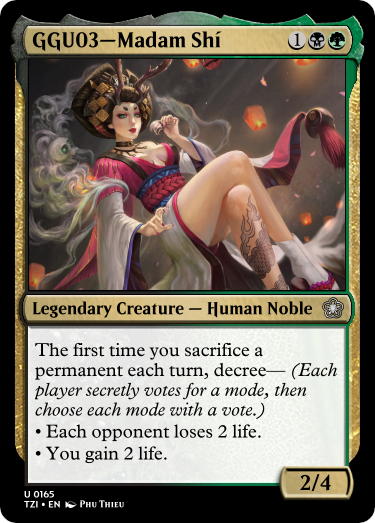 GGU03—Madam Shí 1
Legendary Creature — Human Noble
The first time you sacrifice a
permanent each turn, decree— (Each
player secretly votes for a mode, then
choose each mode with a vote.)
• Each opponent loses 2 life.
• You gain 2 life.
2/4
U 0165
TZI • EN Phu Thieu